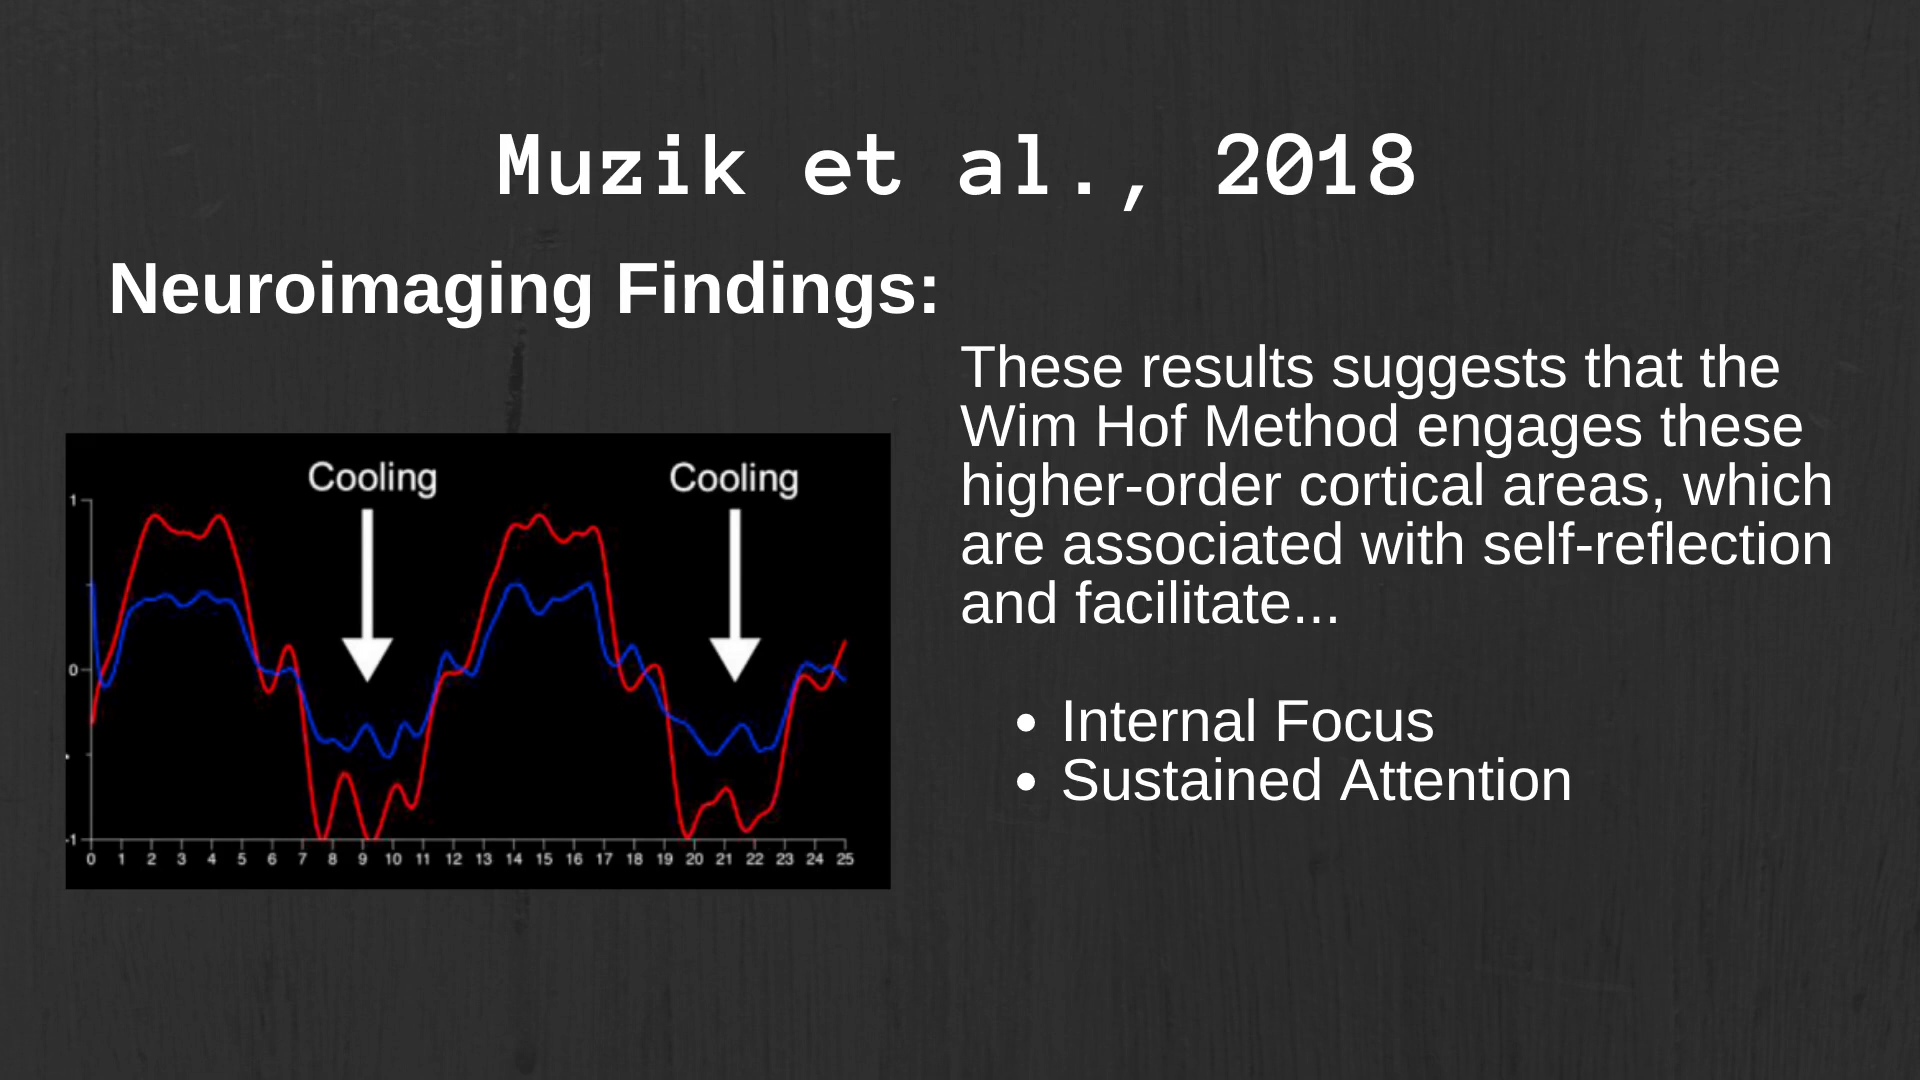 Muzik et al., 2018
Neuroimaging Findings:
Cooling Cooling
1
0
-1
0 1 2 3 4 5 6 7 8 9 10 11 12 13 14 15 16 17 18 19 20 21 22 23 24 25
These results suggests that the
Wim Hof Method engages these
higher-order cortical areas, which
are associated with self-reflection
and facilitate...
• Internal Focus
• Sustained Attention